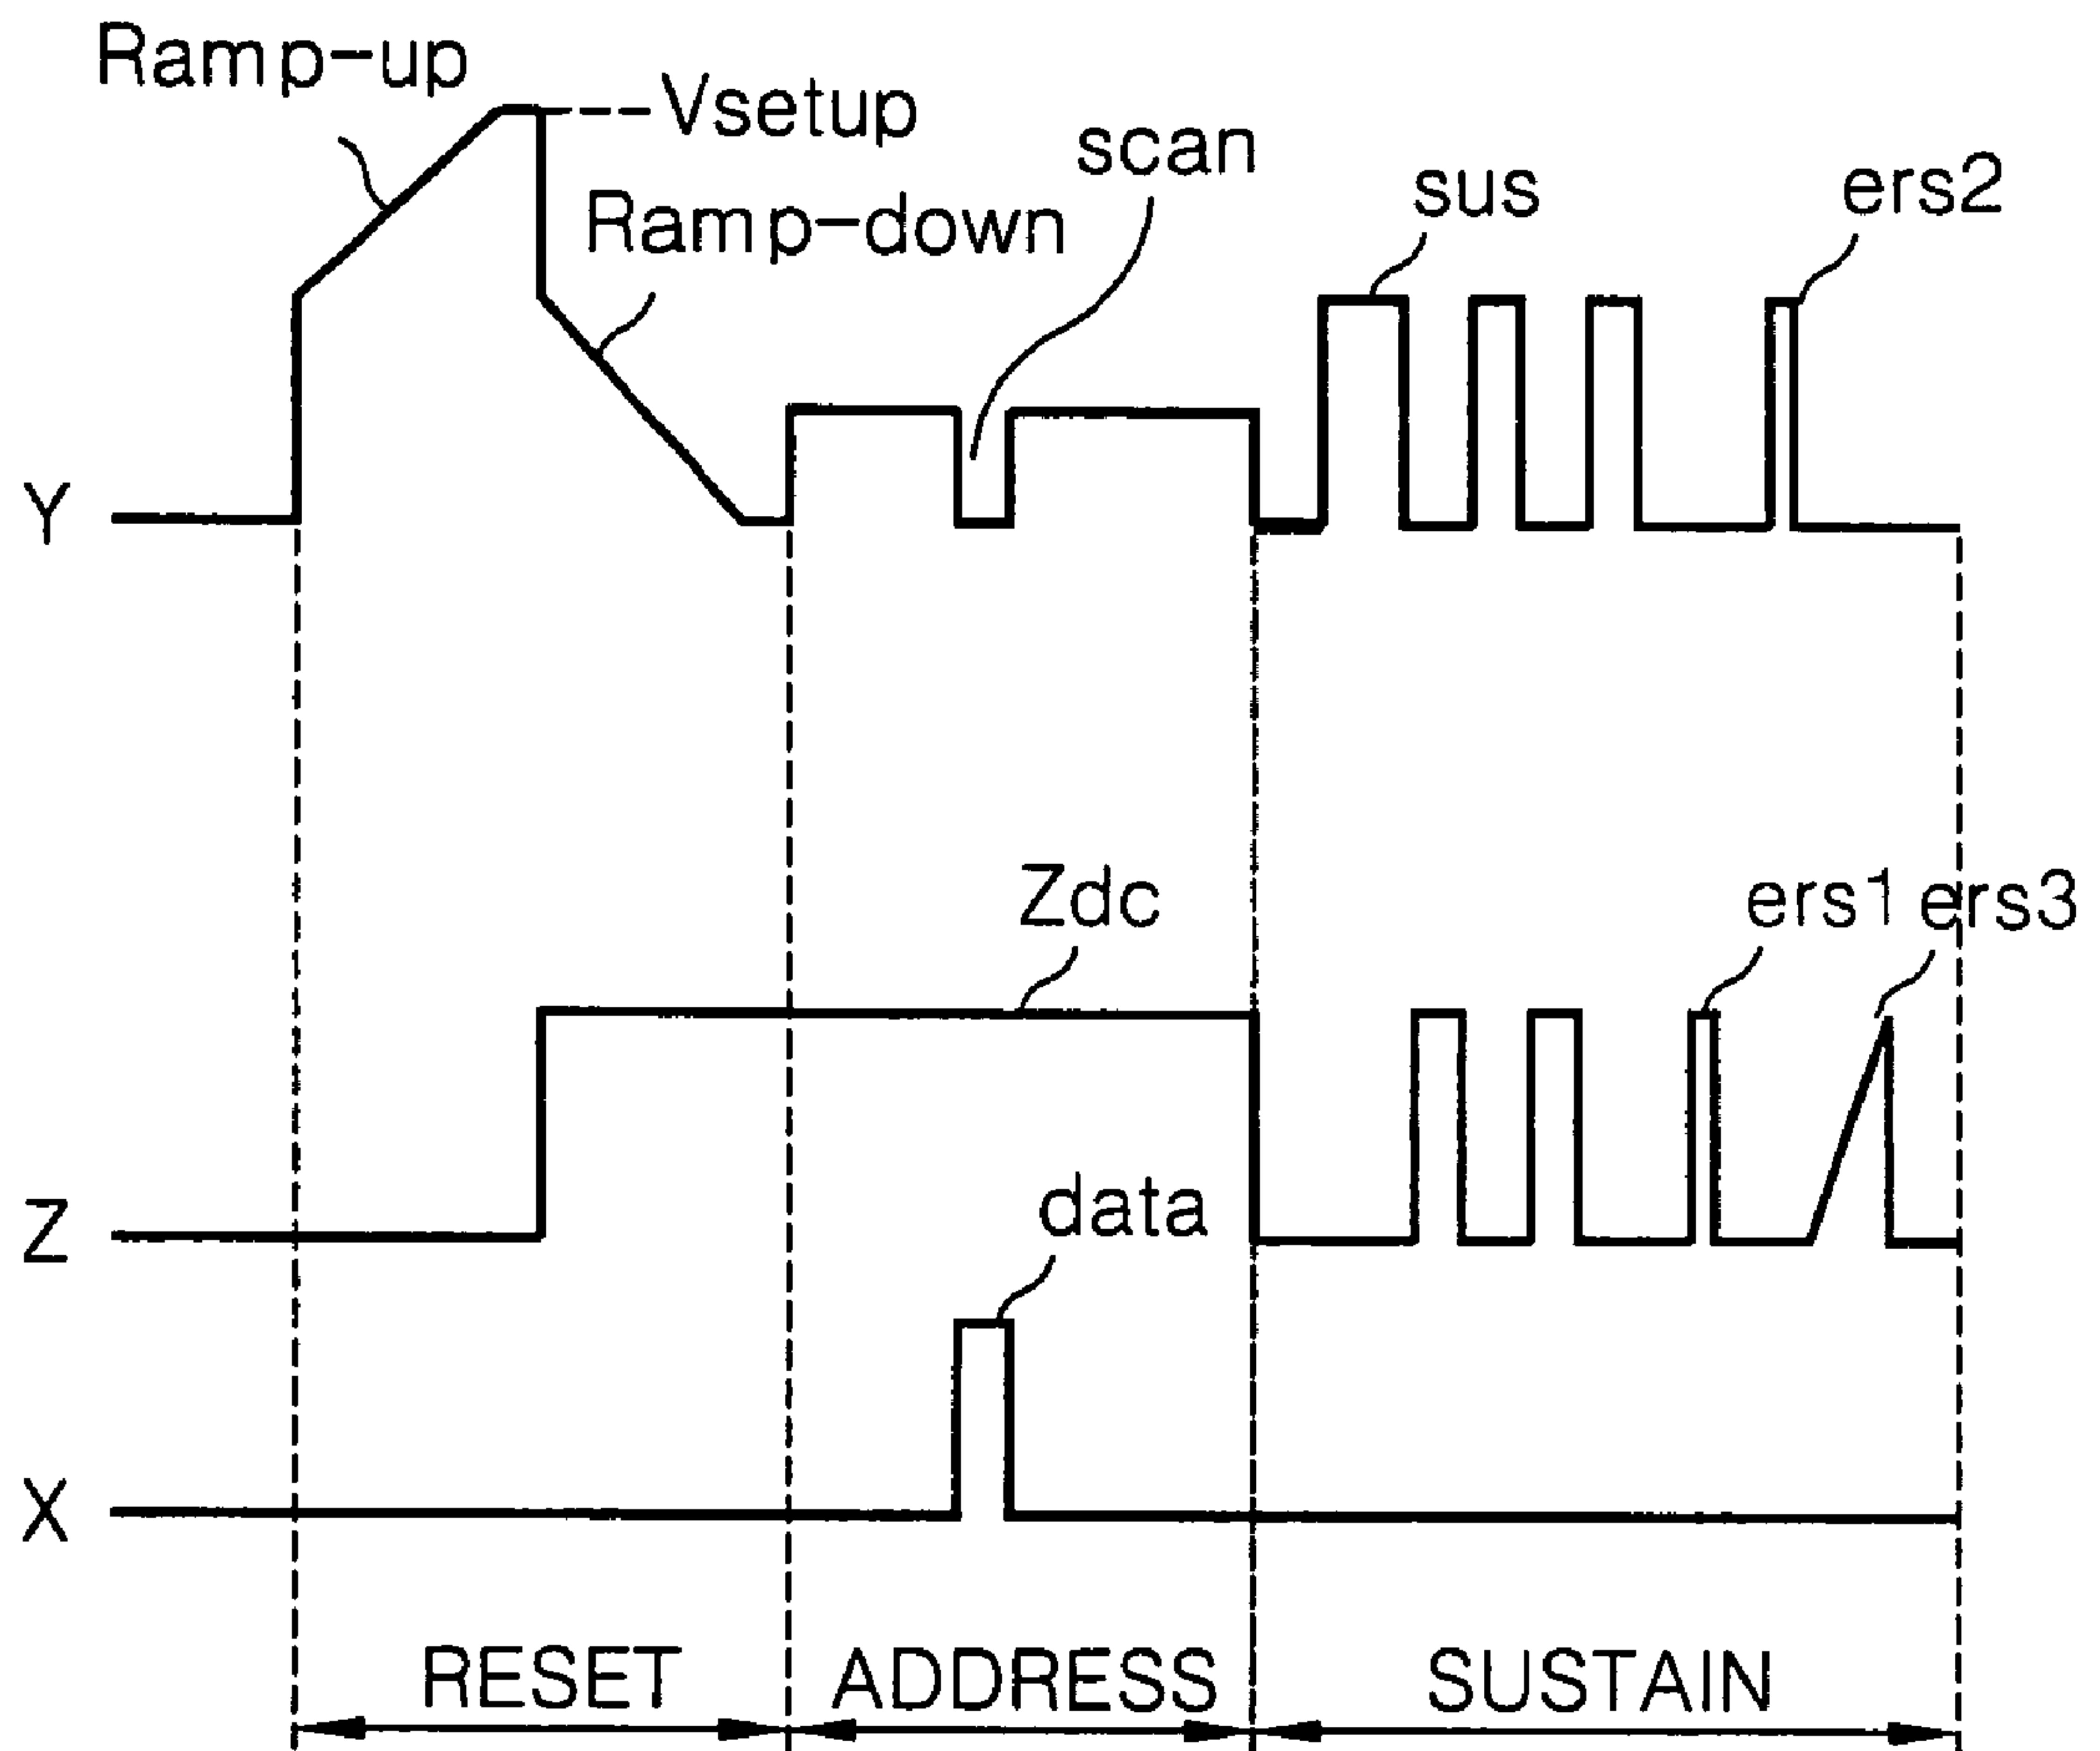 Ramp-up
Vsetup
scan
Ramp-down
sus
ers2
Y
Zdc
ers1 ers3
Z
data
X
RESET
ADDRESS
SUSTAIN